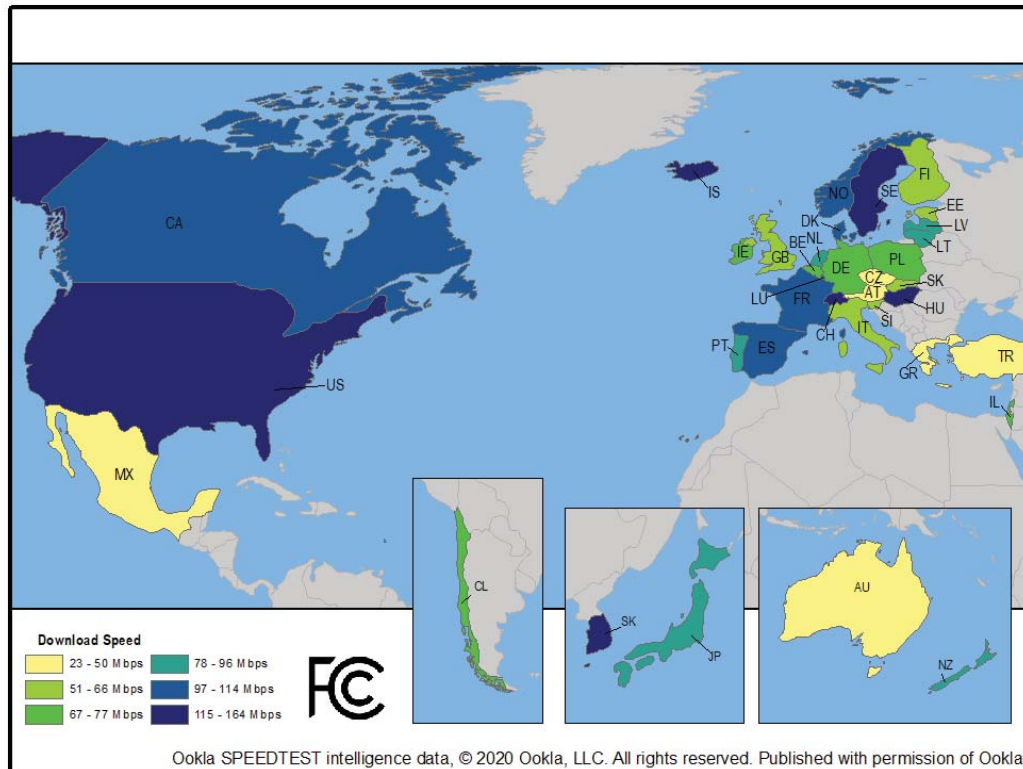 CA
IS
NO
SE
FI
EE
LV
LT
DK
NL
BE
IE
GB
DE
PL
CZ
SK
AT
HU
LU
FR
CH
SI
IT
PT
ES
GR
TR
IL
US
MX
CL
SK
JP
AU
NZ
Download Speed
23 - 50 Mbps
51 - 66 Mbps
67 - 77 Mbps
78 - 96 Mbps
97 - 114 Mbps
115 - 164 Mbps
FCC
Ookla SPEEDTEST intelligence data, © 2020 Ookla, LLC. All rights reserved. Published with permission of Ookla